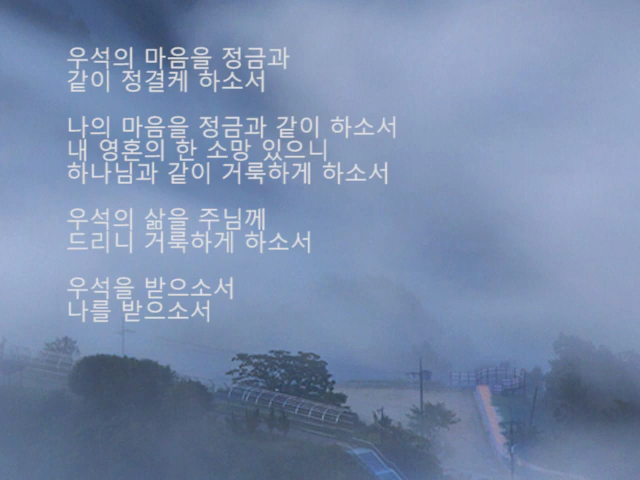 우석의 마음을 정금과
같이 정결케 하소서
나의 마음을 정금과 같이 하소서
내 영혼의 한 소망 있으니
하나님과 같이 거룩하게 하소서
우석의 삶을 주님께
드리니 거룩하게 하소서
우석을 받으소서
나를 받으소서